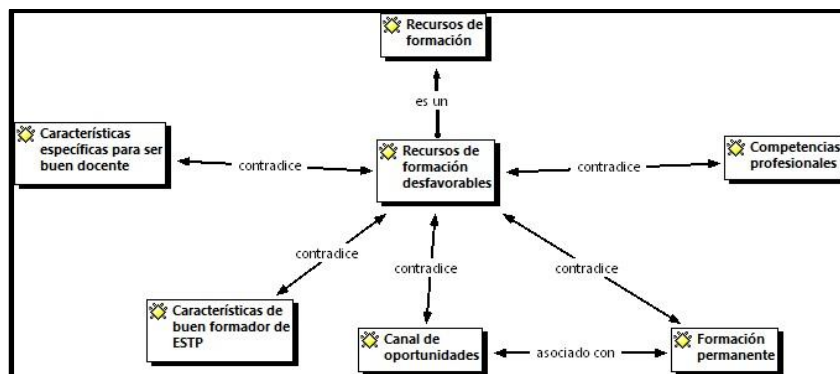 Recursos de
formación
es un
Características
específicas para ser
buen docente
contradice
Recursos de
formación
desfavorables
contradice
Competencias
profesionales
contradice
contradice
contradice
Características de
buen formador de
ESTP
Canal de
oportunidades
asociado con
Formación
permanente